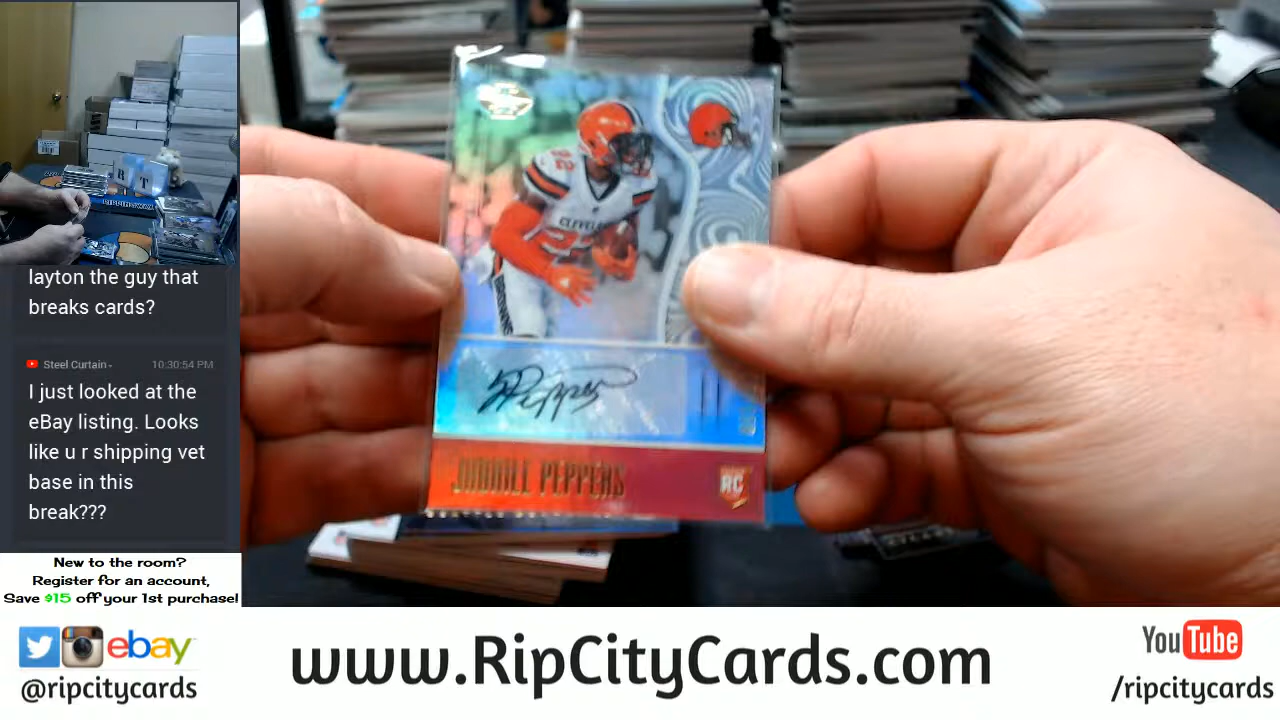 layton the guy that
breaks cards?
Steel Curtain-
10:30:54 PM
I just looked at the
eBay listing. Looks
like u r shipping vet
base in this
break???
New to the room?
Register for an account,
Save $15 off your 1st purchase!
CLEVELAND
22
JABRILL PEPPERS
RC
ebay
@ripcitycards
www.RipCityCards.com
YouTube
/ripcitycards